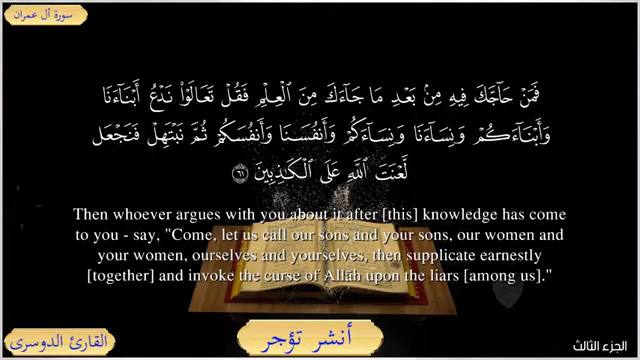 سورة آل عمران
فَمَنْ حَآجَّكَ فِيهِ مِنۢ بَعْدِ مَا جَآءَكَ مِنَ ٱلْعِلْمِ فَقُلْ تَعَالَوْا۟ نَدْعُ أَبْنَآءَنَا
وَأَبْنَآءَكُمْ وَنِسَآءَنَا وَنِسَآءَكُمْ وَأَنفُسَنَا وَأَنفُسَكُمْ ثُمَّ نَبْتَهِلْ فَنَجْعَل
لَّعْنَتَ ٱللَّهِ عَلَى ٱلْكَـٰذِبِينَ ٦١
Then whoever argues with you about it after [this] knowledge has come
to you - say, "Come, let us call our sons and your sons, our women and
your women, ourselves and yourselves, then supplicate earnestly
[together] and invoke the curse of Allāh upon the liars [among us]."
القارئ الدوسرى
أنشر تؤجر
الجزء الثالث